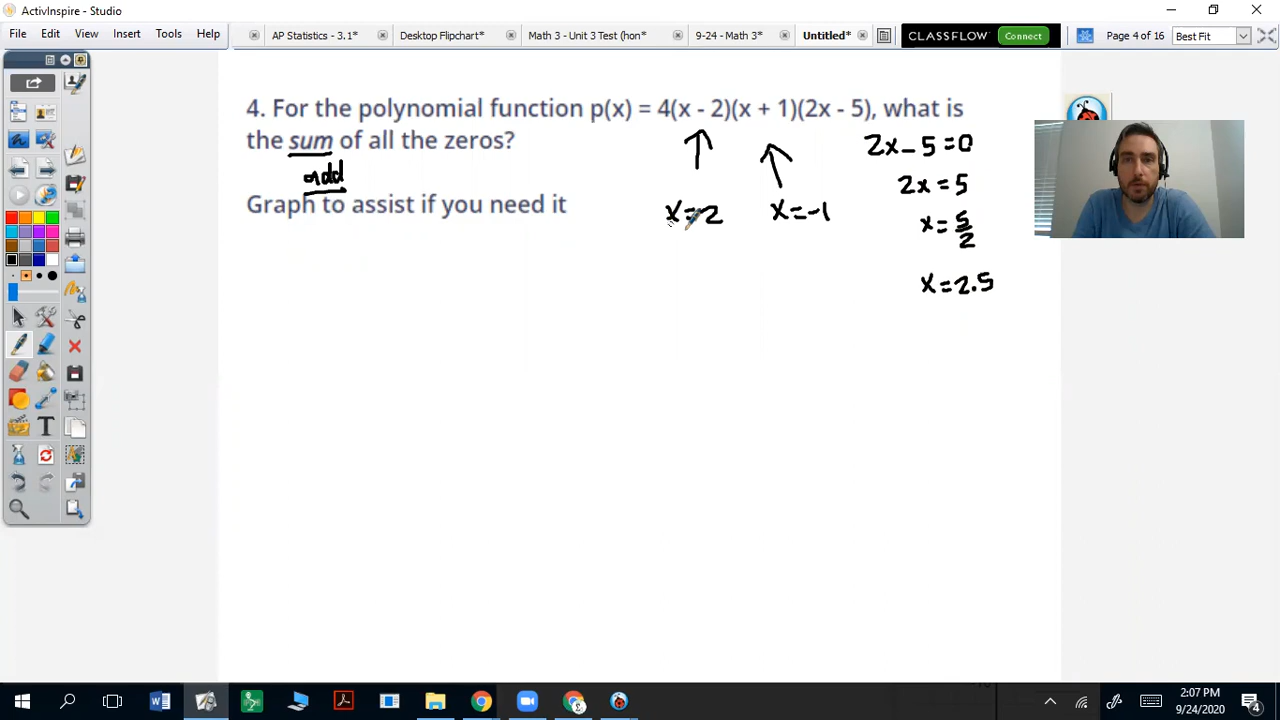 ActivInspire - Studio
File Edit View Insert Tools Help
AP Statistics - 3.1* Desktop Flipchart* Math 3 - Unit 3 Test (hon* 9-24 - Math 3* Untitled* CLASSFLOW Connect Page 4 of 16 Best Fit
4. For the polynomial function p(x) = 4(x - 2)(x + 1)(2x - 5), what is
the sum of all the zeros?
add
Graph to assist if you need it
x=2 x=-1
2x-5=0
2x=5
x=5/2
x=2.5
2:07 PM
9/24/2020
4